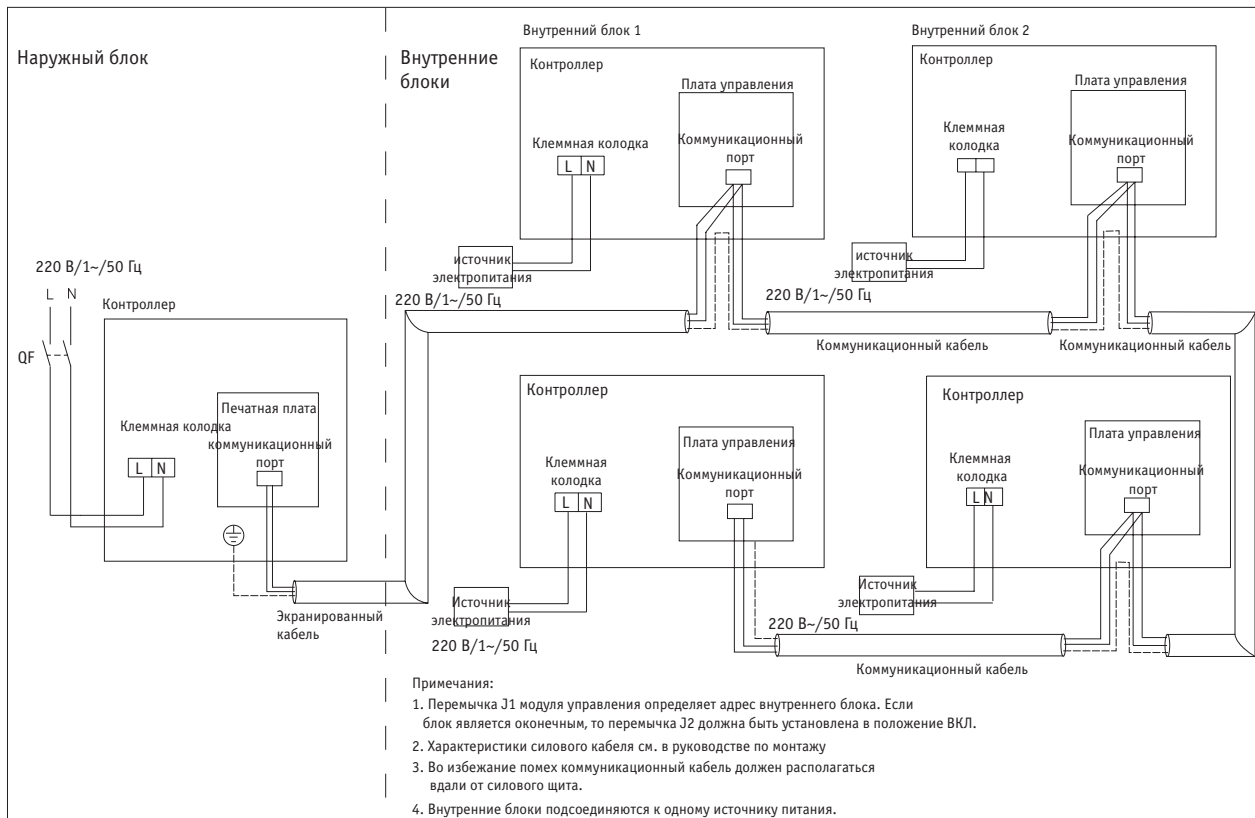 Наружный блок
220 В/1~/50 Гц
L N
QF
Контроллер
Клеммная колодка
L N
Печатная плата
коммуникационный
порт
Экранированный
кабель
Внутренние
блоки
Внутренний блок 1
Контроллер
Плата управления
Клеммная колодка
L N
Коммуникационный
порт
источник
электропитания
220 В/1~/50 Гц
Внутренний блок 2
Контроллер
Плата управления
Клеммная
колодка
Коммуникационный
порт
источник
электропитания
220 В/1~/50 Гц
Коммуникационный кабель
Коммуникационный кабель
Контроллер
Плата управления
Клеммная
колодка
L N
Коммуникационный
порт
Источник
электропитания
220 В/1~/50 Гц
Контроллер
Плата управления
Клеммная
колодка
L N
Коммуникационный
порт
Источник
электропитания
220 В~/50 Гц
Коммуникационный кабель
Примечания:
1. Перемычка J1 модуля управления определяет адрес внутреннего блока. Если
блок является оконечным, то перемычка J2 должна быть установлена в положение ВКЛ.
2. Характеристики силового кабеля см. в руководстве по монтажу
3. Во избежание помех коммуникационный кабель должен располагаться
вдали от силового щита.
4. Внутренние блоки подсоединяются к одному источнику питания.